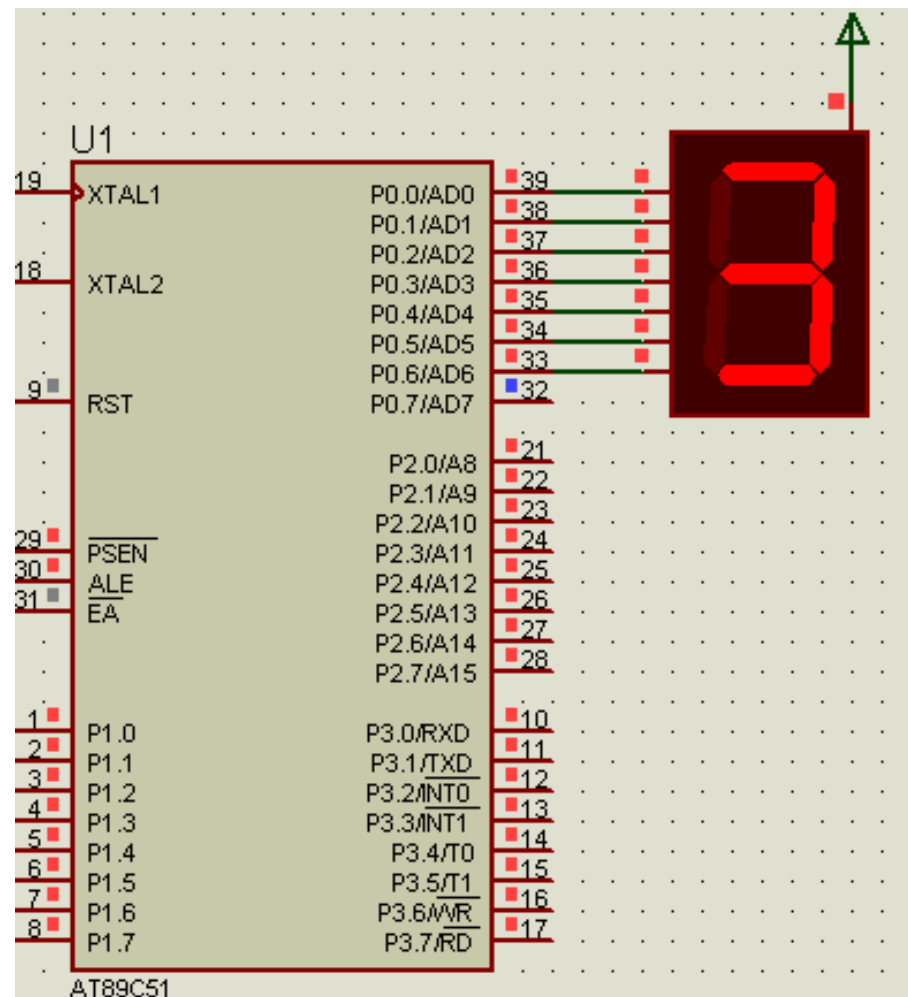 U1
19 XTAL1 P0.0/AD0 39
P0.1/AD1 38
P0.2/AD2 37
18 XTAL2 P0.3/AD3 36
P0.4/AD4 35
P0.5/AD5 34
P0.6/AD6 33
9 RST P0.7/AD7 32
P2.0/A8 21
P2.1/A9 22
P2.2/A10 23
29 PSEN P2.3/A11 24
30 ALE P2.4/A12 25
31 EA P2.5/A13 26
P2.6/A14 27
P2.7/A15 28
1 P1.0 P3.0/RXD 10
2 P1.1 P3.1/TXD 11
3 P1.2 P3.2/INT0 12
4 P1.3 P3.3/INT1 13
5 P1.4 P3.4/T0 14
6 P1.5 P3.5/T1 15
7 P1.6 P3.6/WR 16
8 P1.7 P3.7/RD 17
AT89C51
3